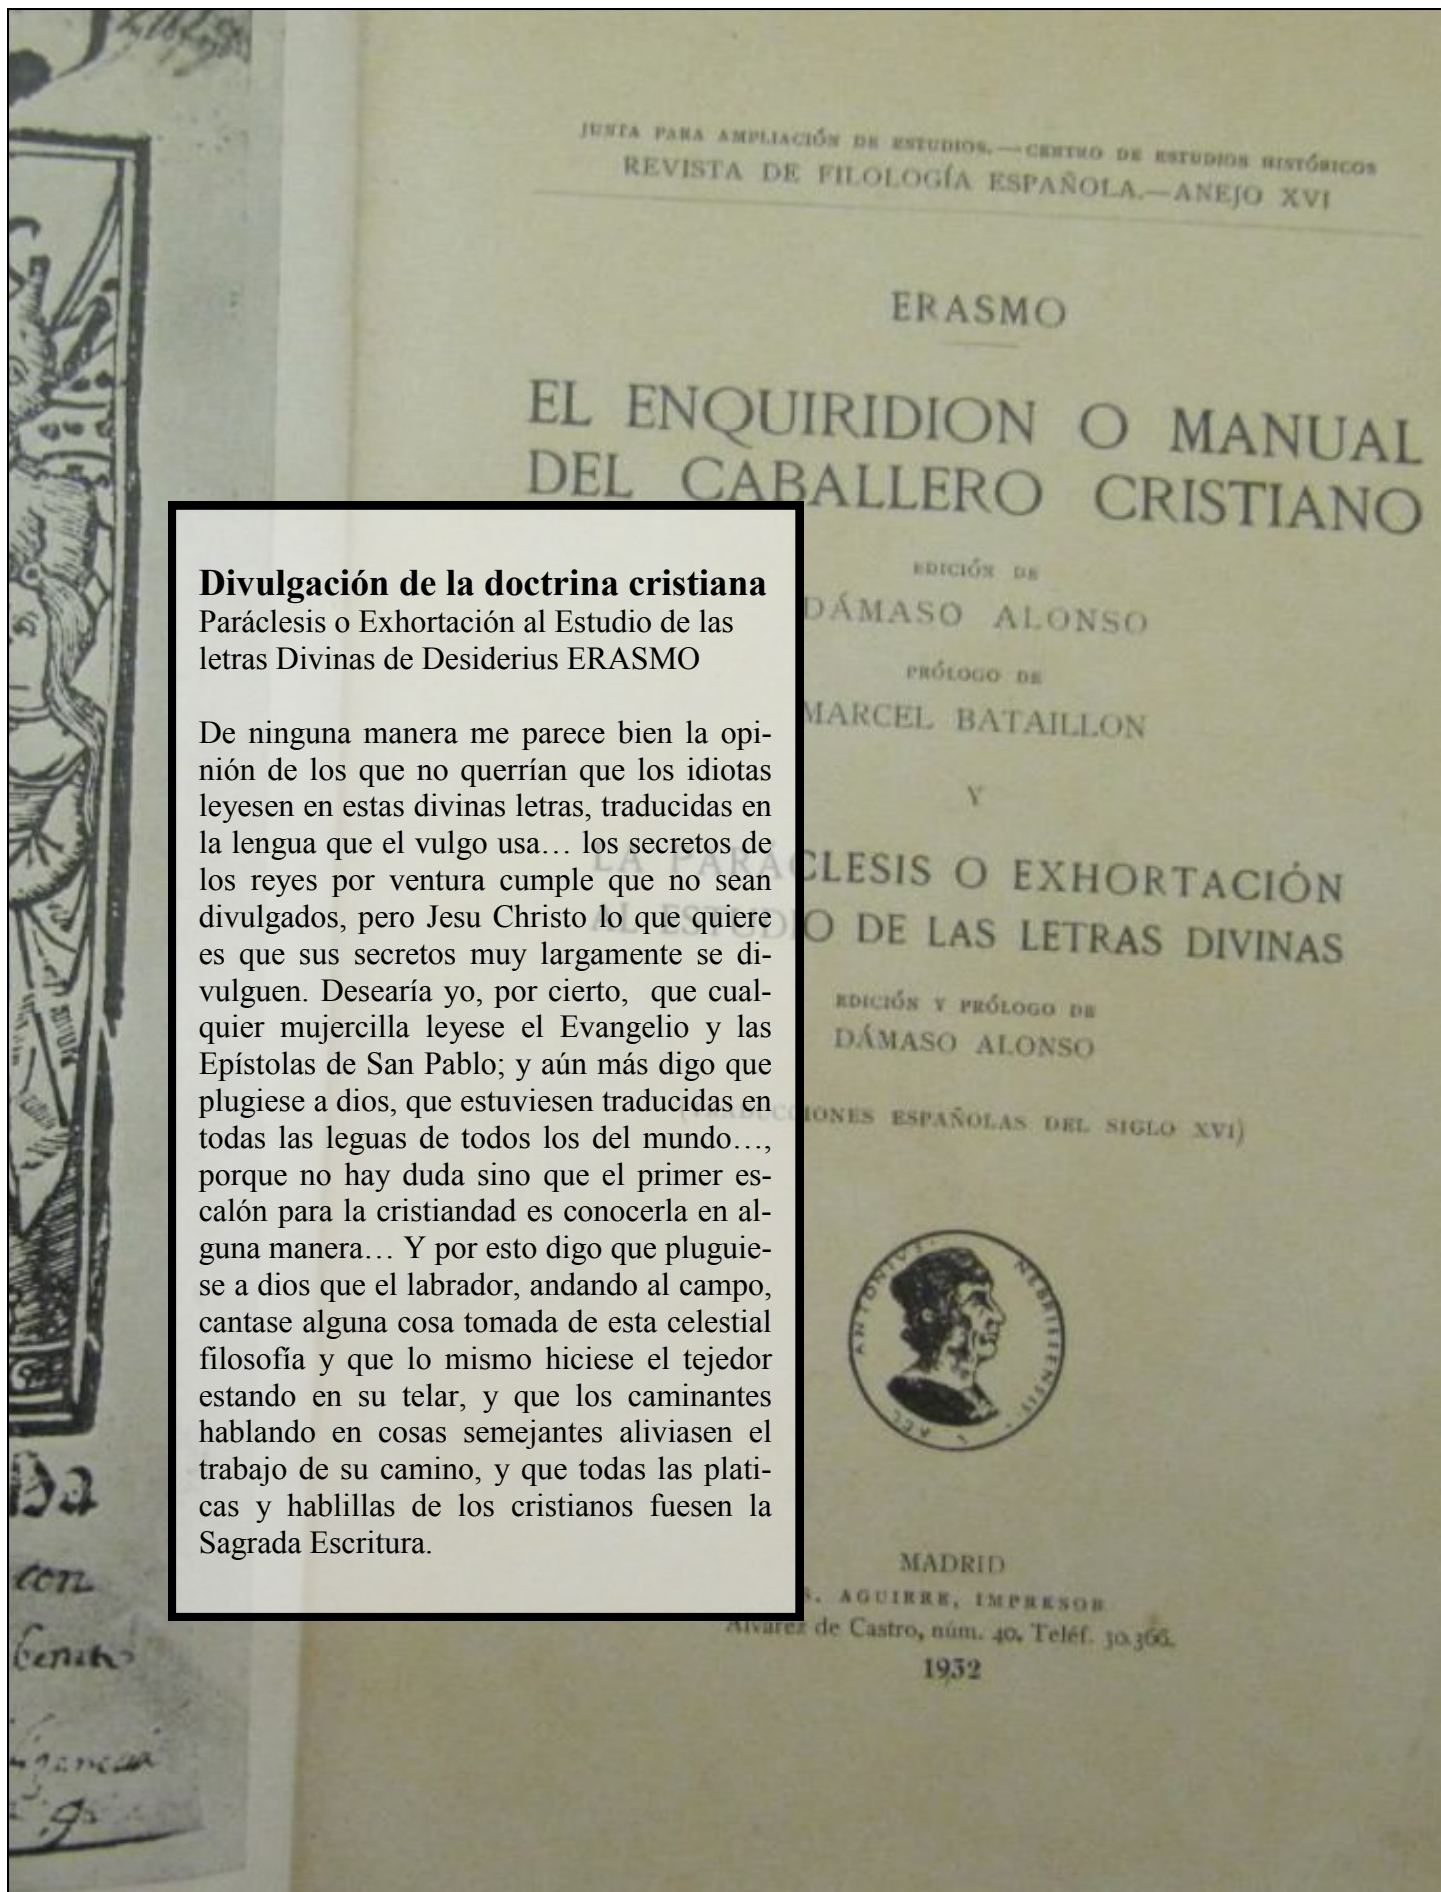 JUNTA PARA AMPLIACIÓN DE ESTUDIOS.—CENTRO DE ESTUDIOS HISTÓRICOS
REVISTA DE FILOLOGÍA ESPAÑOLA.—ANEJO XVI
ERASMO
EL ENQUIRIDION O MANUAL
DEL CABALLERO CRISTIANO
EDICIÓN DE
DÁMASO ALONSO
PRÓLOGO DE
MARCEL BATAILLON
Y
LA PARÁCLESIS O EXHORTACIÓN
AL ESTUDIO DE LAS LETRAS DIVINAS
EDICIÓN Y PRÓLOGO DE
DÁMASO ALONSO
(TRADUCCIONES ESPAÑOLAS DEL SIGLO XVI)
ANTONIVS NEBRISSENSIS AEL
MADRID
S. AGUIRRE, IMPRESOR
Alvarez de Castro, núm. 40. Teléf. 30.366.
1932
Divulgación de la doctrina cristiana
Paráclesis o Exhortación al Estudio de las
letras Divinas de Desiderius ERASMO
De ninguna manera me parece bien la opi-
nión de los que no querrían que los idiotas
leyesen en estas divinas letras, traducidas en
la lengua que el vulgo usa… los secretos de
los reyes por ventura cumple que no sean
divulgados, pero Jesu Christo lo que quiere
es que sus secretos muy largamente se di-
vulguen. Desearía yo, por cierto, que cual-
quier mujercilla leyese el Evangelio y las
Epístolas de San Pablo; y aún más digo que
plugiese a dios, que estuviesen traducidas en
todas las leguas de todos los del mundo…,
porque no hay duda sino que el primer es-
calón para la cristiandad es conocerla en al-
guna manera… Y por esto digo que pluguie-
se a dios que el labrador, andando al campo,
cantase alguna cosa tomada de esta celestial
filosofía y que lo mismo hiciese el tejedor
estando en su telar, y que los caminantes
hablando en cosas semejantes aliviasen el
trabajo de su camino, y que todas las plati-
cas y hablillas de los cristianos fuesen la
Sagrada Escritura.
con